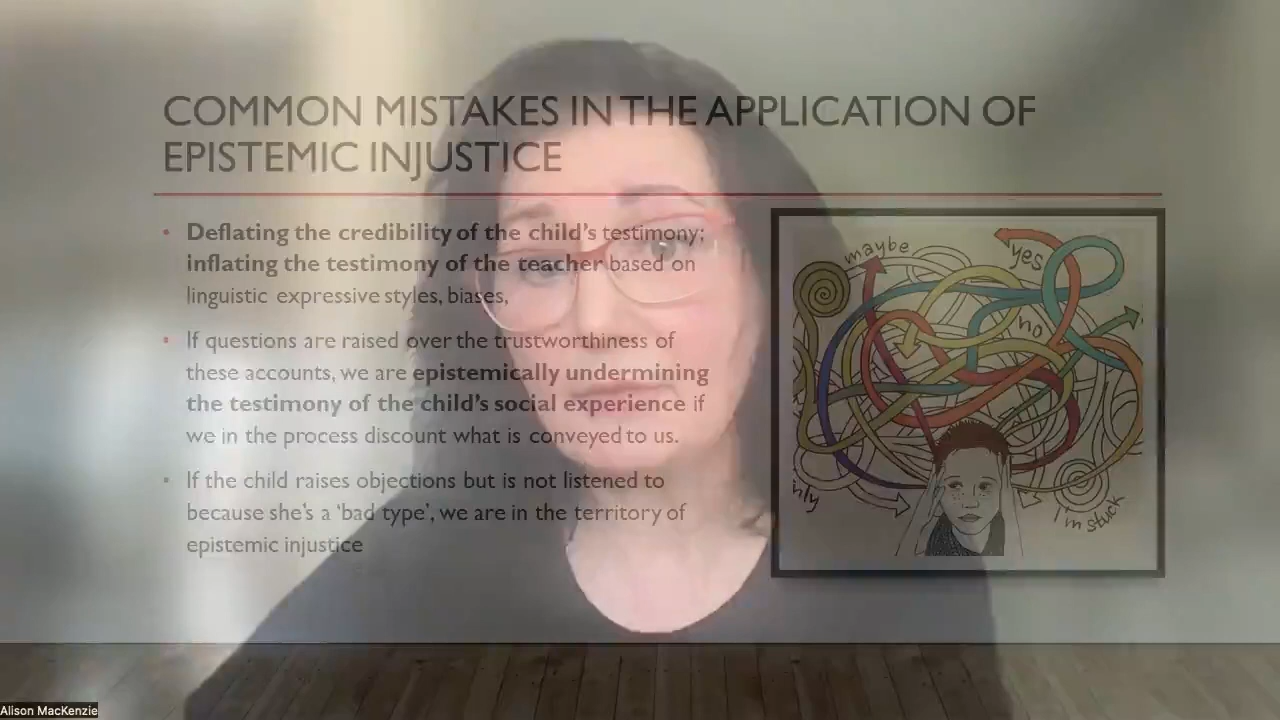 COMMON MISTAKES IN THE APPLICATION OF
EPISTEMIC INJUSTICE
• Deflating the credibility of the child's testimony;
inflating the testimony of the teacher based on
linguistic expressive styles, biases,
• If questions are raised over the trustworthiness of
these accounts, we are epistemically undermining
the testimony of the child's social experience if
we in the process discount what is conveyed to us.
• If the child raises objections but is not listened to
because she's a 'bad type', we are in the territory of
epistemic injustice
maybe
yes
no
I'm stuck
Alison MacKenzie